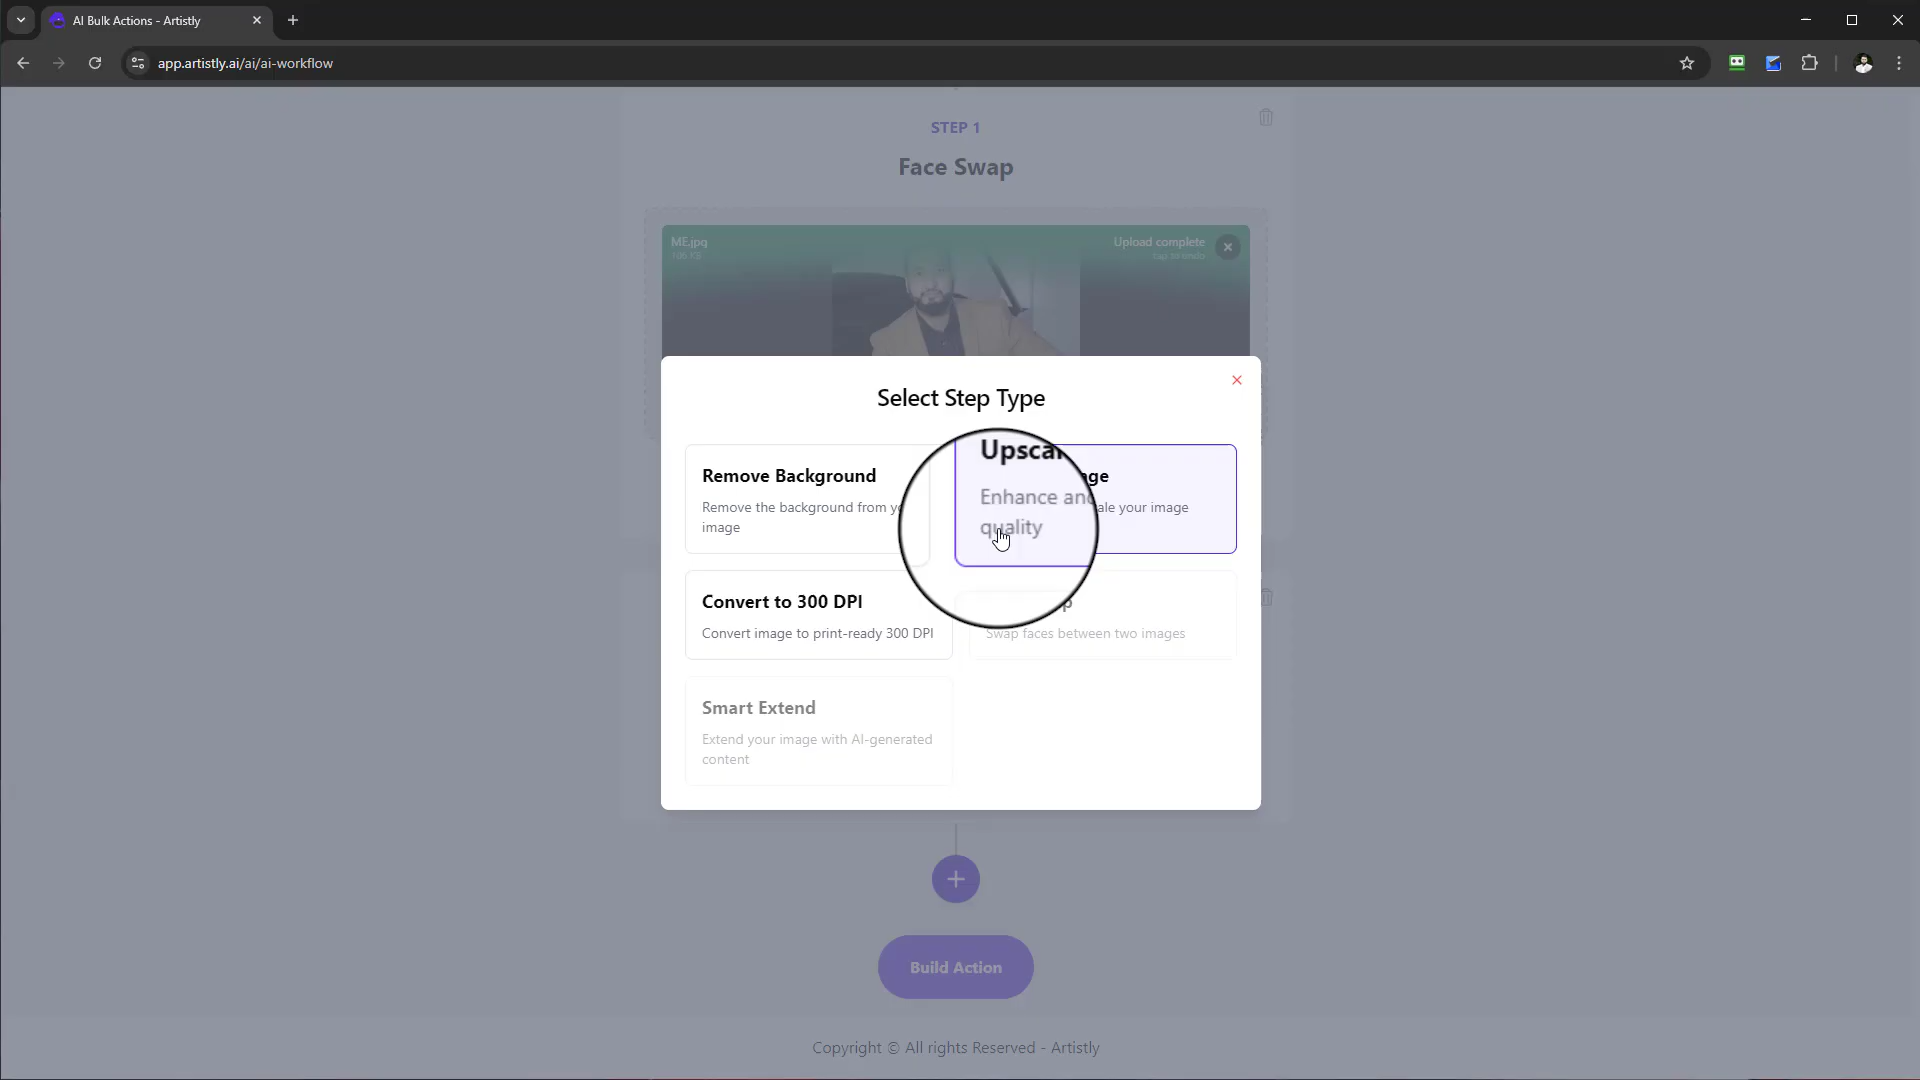 AI Bulk Actions - Artistly
app.artistly.ai/ai/ai-workflow
STEP 1
Face Swap
ME.jpg
Upload complete
tap to undo
Select Step Type
Remove Background
Remove the background from
image
Upscal
ge
Enhance and
ale your image
quality
Convert to 300 DPI
Convert image to print-ready 300 DPI
p
Swap faces between two images
Smart Extend
Extend your image with AI-generated
content
Build Action
Copyright © All rights Reserved - Artistly